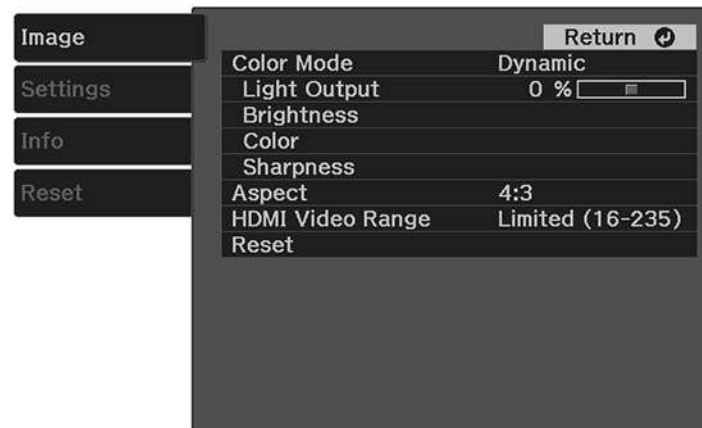 Image
Settings
Info
Reset
Return
Color Mode Dynamic
Light Output 0 %
Brightness
Color
Sharpness
Aspect 4:3
HDMI Video Range Limited (16-235)
Reset